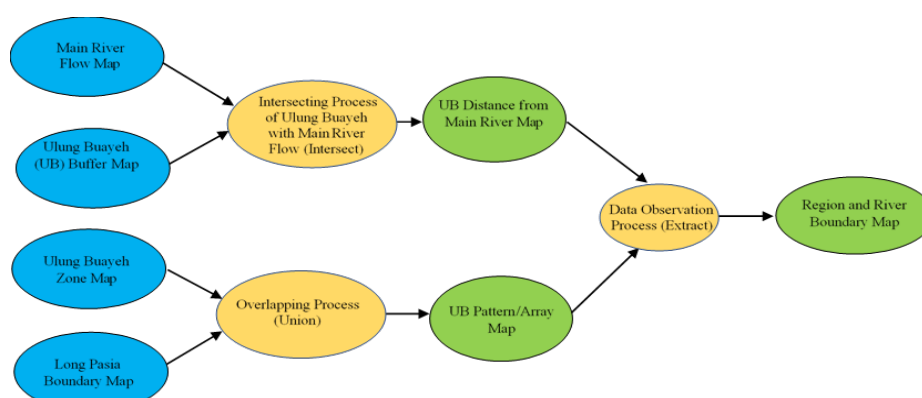 Main River
Flow Map
Ulung Buayeh
(UB) Buffer Map
Intersecting Process
of Ulung Buayeh
with Main River
Flow (Intersect)
UB Distance from
Main River Map
Ulung Buayeh
Zone Map
Long Pasia
Boundary Map
Overlapping Process
(Union)
UB Pattern/Array
Map
Data Observation
Process (Extract)
Region and River
Boundary Map